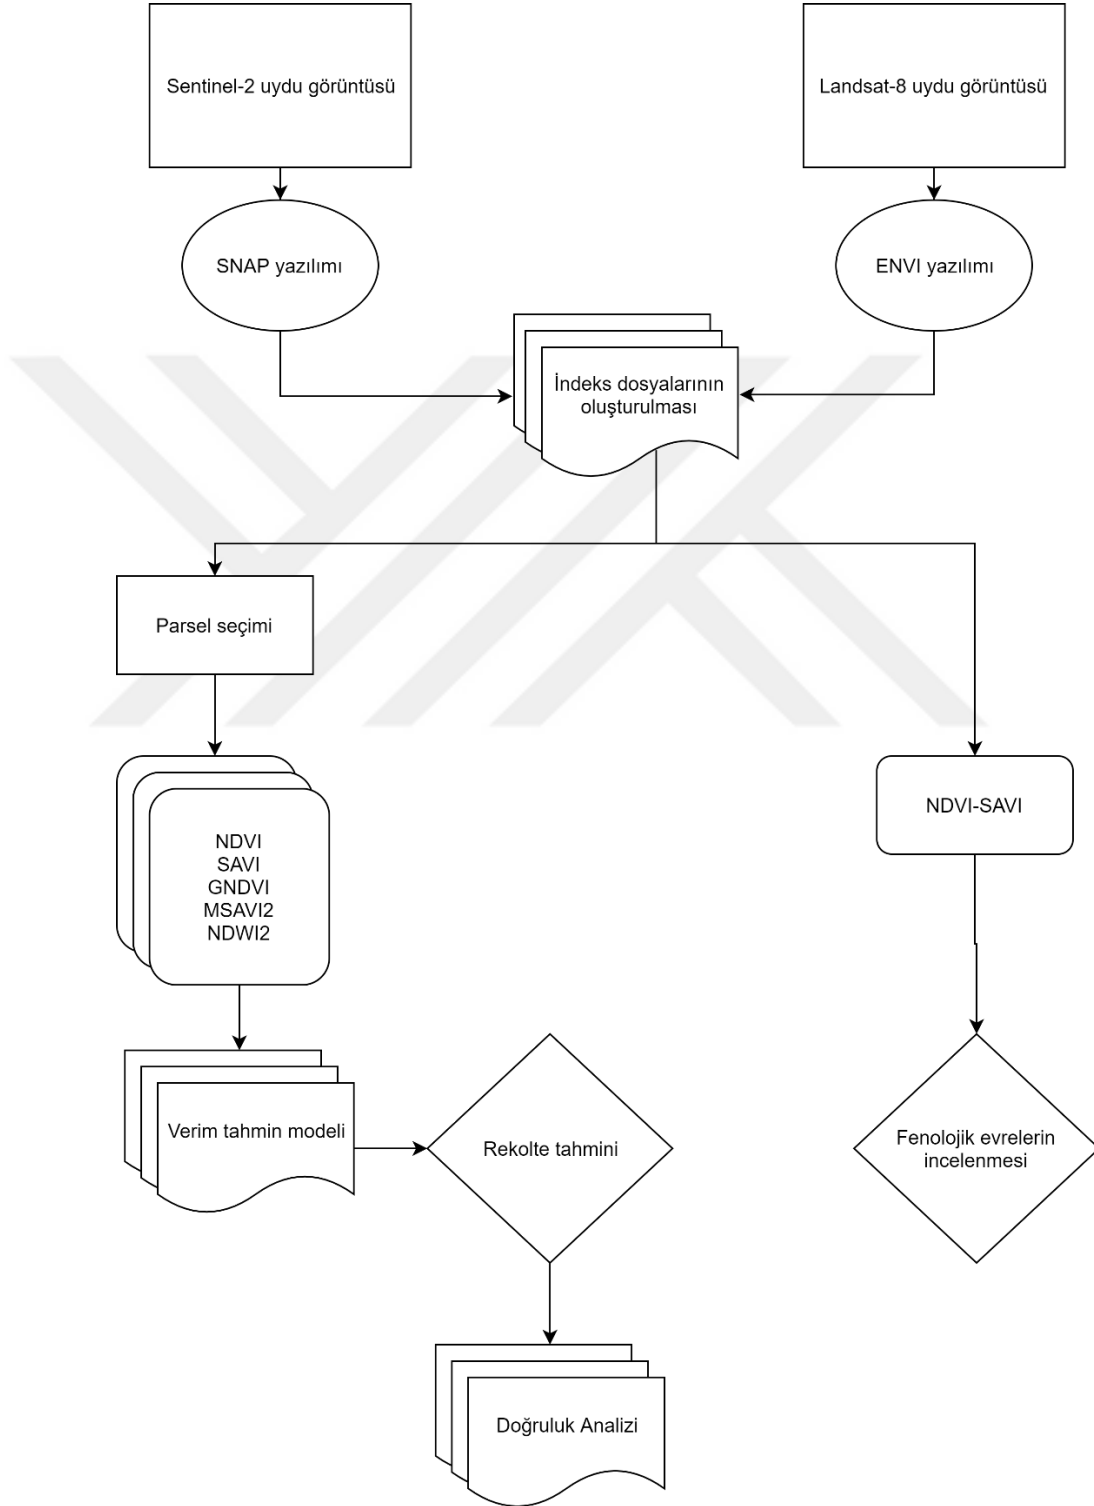 Sentinel-2 uydu görüntüsü
Landsat-8 uydu görüntüsü
SNAP yazılımı
ENVI yazılımı
İndeks dosyalarının
oluşturulması
Parsel seçimi
NDVI
SAVI
GNDVI
MSAVI2
NDWI2
NDVI-SAVI
Verim tahmin modeli
Rekolte tahmini
Fenolojik evrelerin
incelenmesi
Doğruluk Analizi